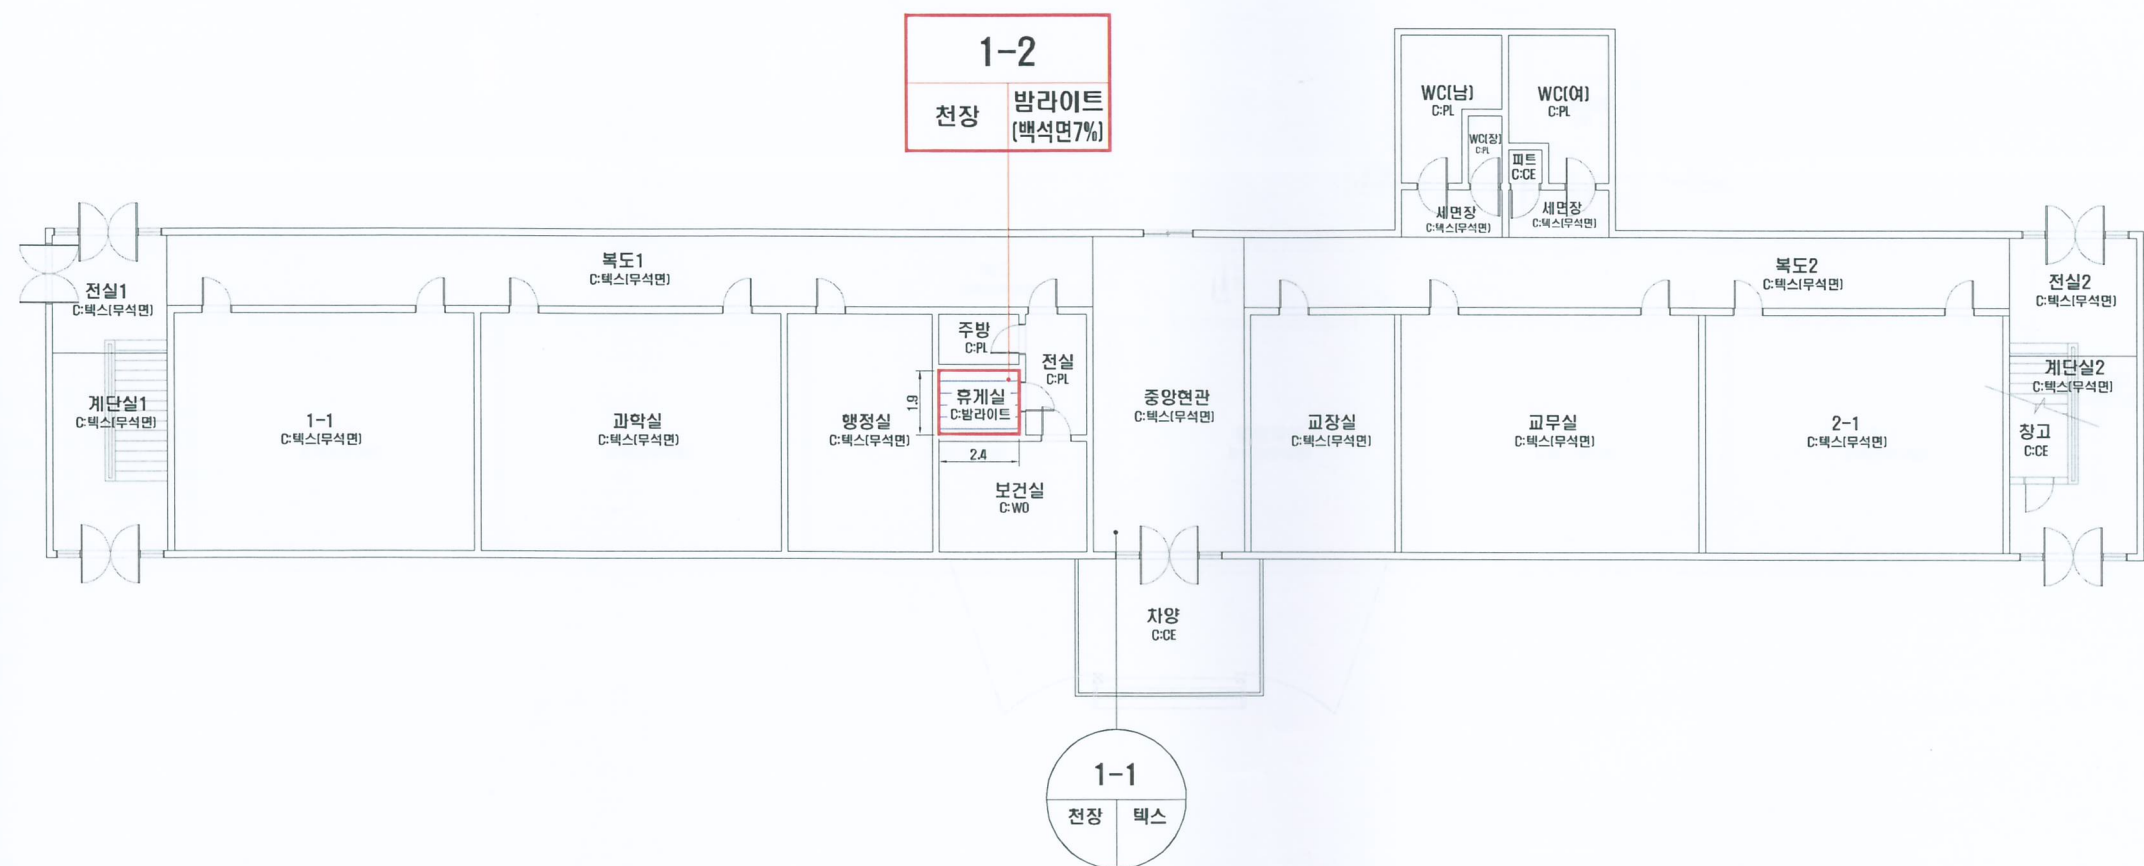 1-2
천장
밤라이트
(백석면7%)
WC(남)
C:PL
WC(여)
C:PL
WC(장)
C:PL
피트
C:CE
세면장
C:텍스(무석면)
세면장
C:텍스(무석면)
복도1
C:텍스(무석면)
복도2
C:텍스(무석면)
전실1
C:텍스(무석면)
전실2
C:텍스(무석면)
주방
C:PL
전실
C:PL
계단실1
C:텍스(무석면)
1-1
C:텍스(무석면)
과학실
C:텍스(무석면)
행정실
C:텍스(무석면)
1.9
휴게실
C:밤라이트
2.4
보건실
C:WO
중앙현관
C:텍스(무석면)
교장실
C:텍스(무석면)
교무실
C:텍스(무석면)
2-1
C:텍스(무석면)
계단실2
C:텍스(무석면)
창고
C:CE
차양
C:CE
1-1
천장
텍스